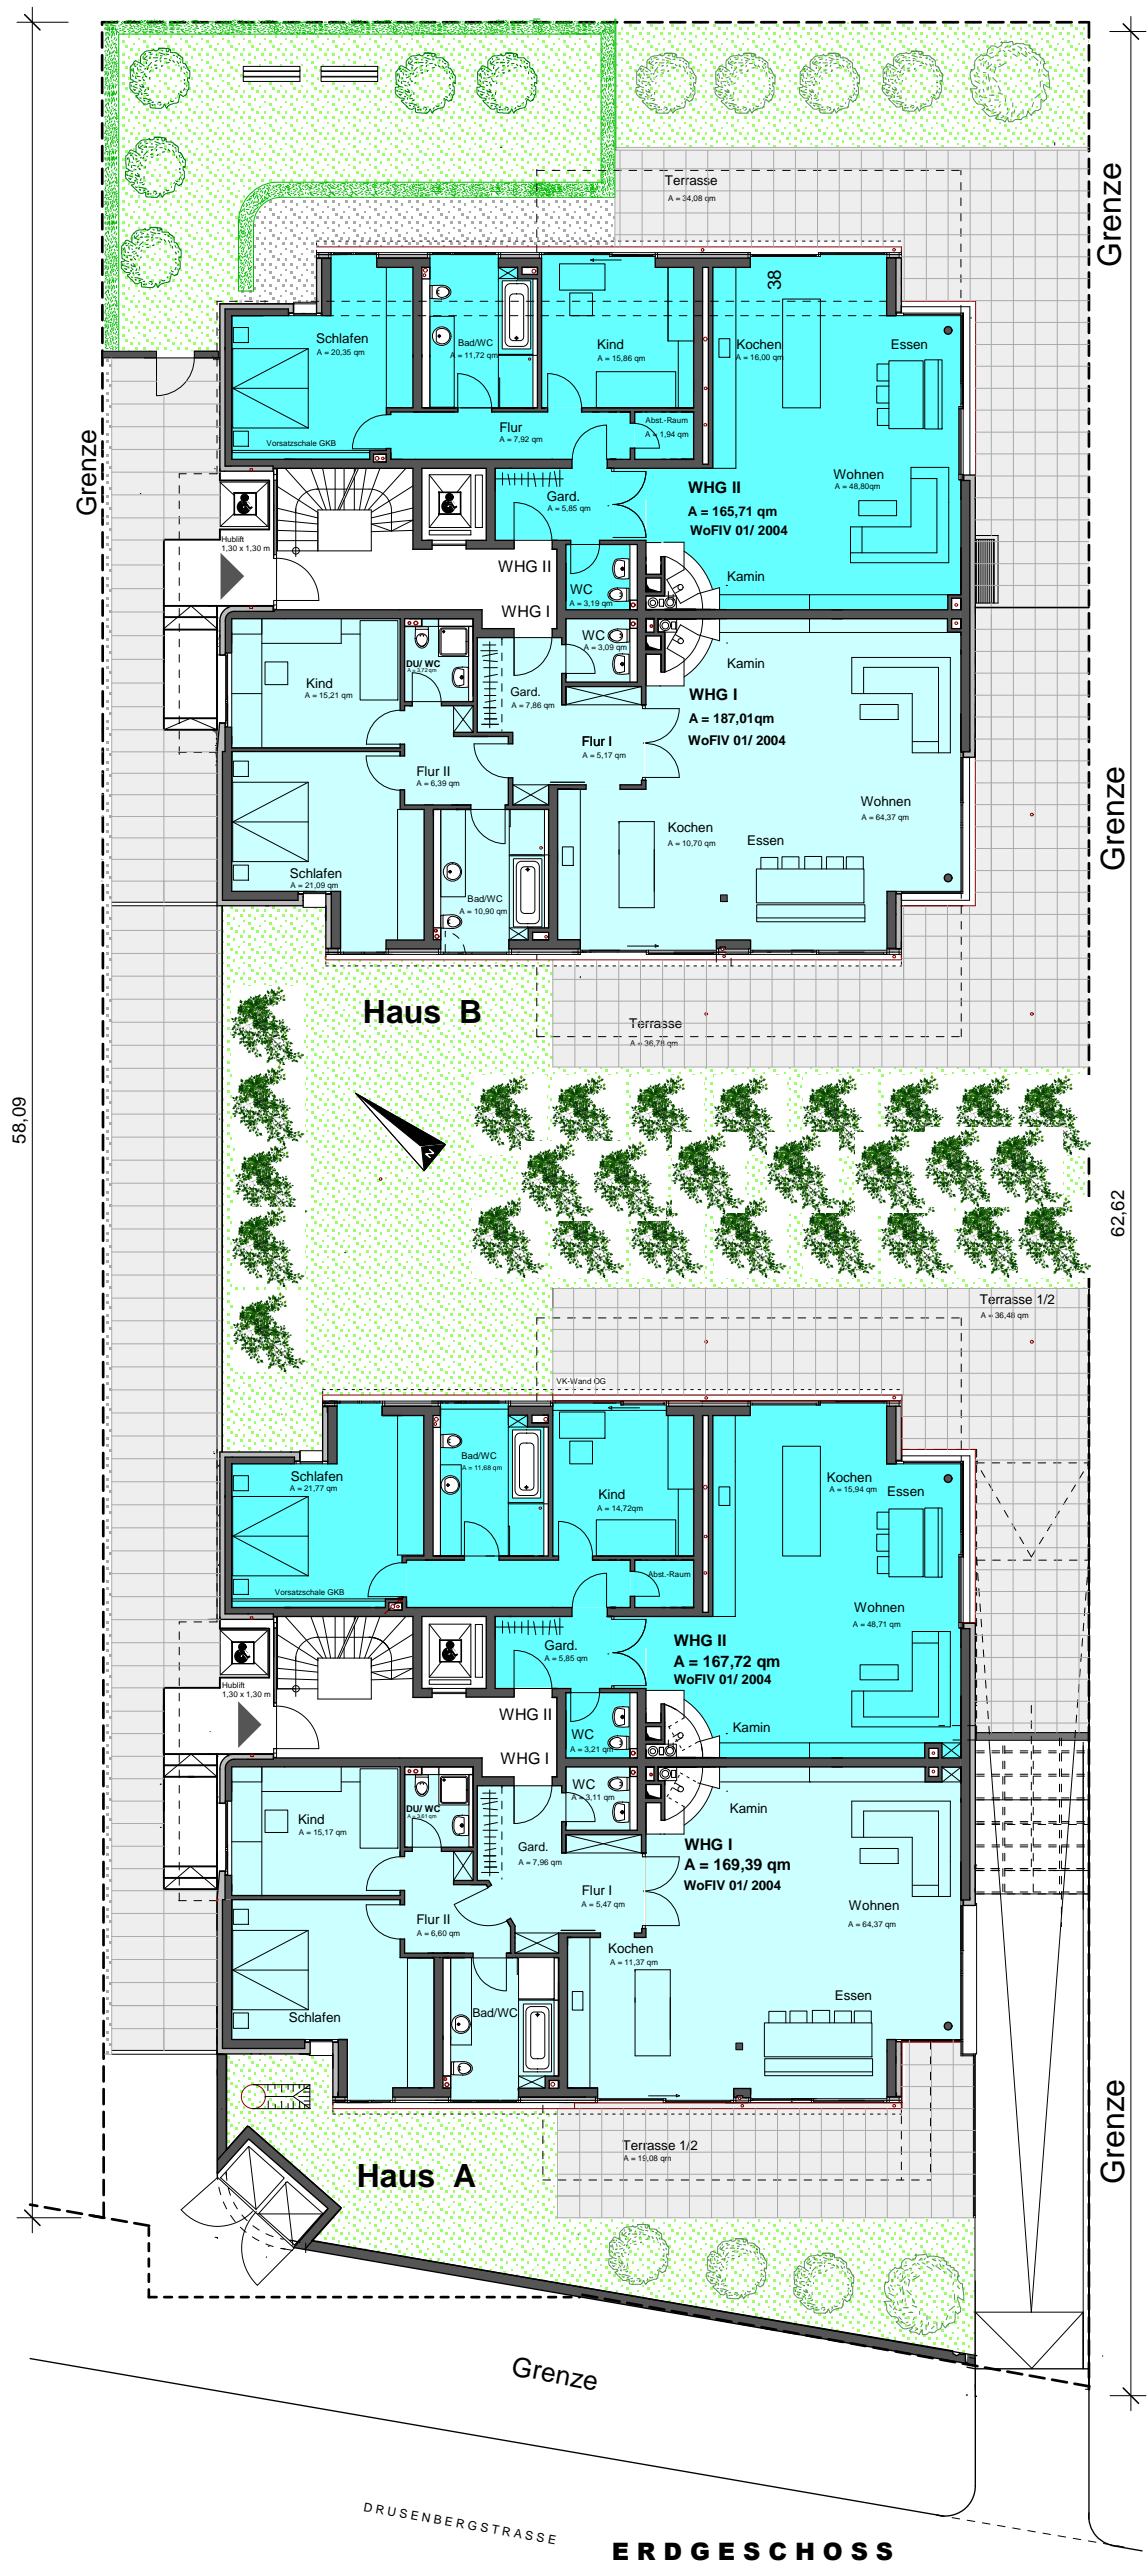 Terrasse
A = 34,08 qm
Grenze
38
Schlafen
A = 20,35 qm
Bad/WC
A = 11,72 qm
Kind
A = 15,86 qm
Kochen
A = 16,00 qm
Essen
Grenze
Vorsatzschale GKB
Flur
A = 7,92 qm
Abst.-Raum
A = 1,94 qm
Gard.
A = 5,85 qm
WHG II
A = 165,71 qm
WoFIV 01/ 2004
Wohnen
A = 48,80qm
Hublift
1,30 x 1,30 m
WHG II
WC
A = 3,19 qm
Kamin
WHG I
WC
A = 3,09 qm
Kamin
DU/ WC
A = 3,72 qm
Kind
A = 15,21 qm
Gard.
A = 7,86 qm
WHG I
A = 187,01qm
WoFIV 01/ 2004
Flur I
A = 5,17 qm
Flur II
A = 6,39 qm
Wohnen
A = 64,37 qm
Grenze
Kochen
A = 10,70 qm
Essen
Schlafen
A = 21,09 qm
Bad/WC
A = 10,90 qm
Haus B
Terrasse
A = 36,78 qm
58,09
N
62,62
Terrasse 1/2
A = 36,48 qm
VK-Wand OG
Schlafen
A = 21,77 qm
Bad/WC
A = 11,68 qm
Kind
A = 14,72qm
Kochen
A = 15,94 qm
Essen
Vorsatzschale GKB
Abst.-Raum
Wohnen
A = 48,71 qm
Gard.
A = 5,85 qm
WHG II
A = 167,72 qm
WoFIV 01/ 2004
Hublift
1,30 x 1,30 m
WHG II
WC
A = 3,21 qm
Kamin
WHG I
WC
A = 3,11 qm
Kamin
DU/ WC
A = 3,61 qm
Kind
A = 15,17 qm
Gard.
A = 7,96 qm
WHG I
A = 169,39 qm
WoFIV 01/ 2004
Flur I
A = 5,47 qm
Flur II
A = 6,60 qm
Wohnen
A = 64,37 qm
Kochen
A = 11,37 qm
Essen
Schlafen
Bad/WC
Terrasse 1/2
A = 19,08 qm
Haus A
Grenze
Grenze
DRUSENBERGSTRASSE
ERDGESCHOSS